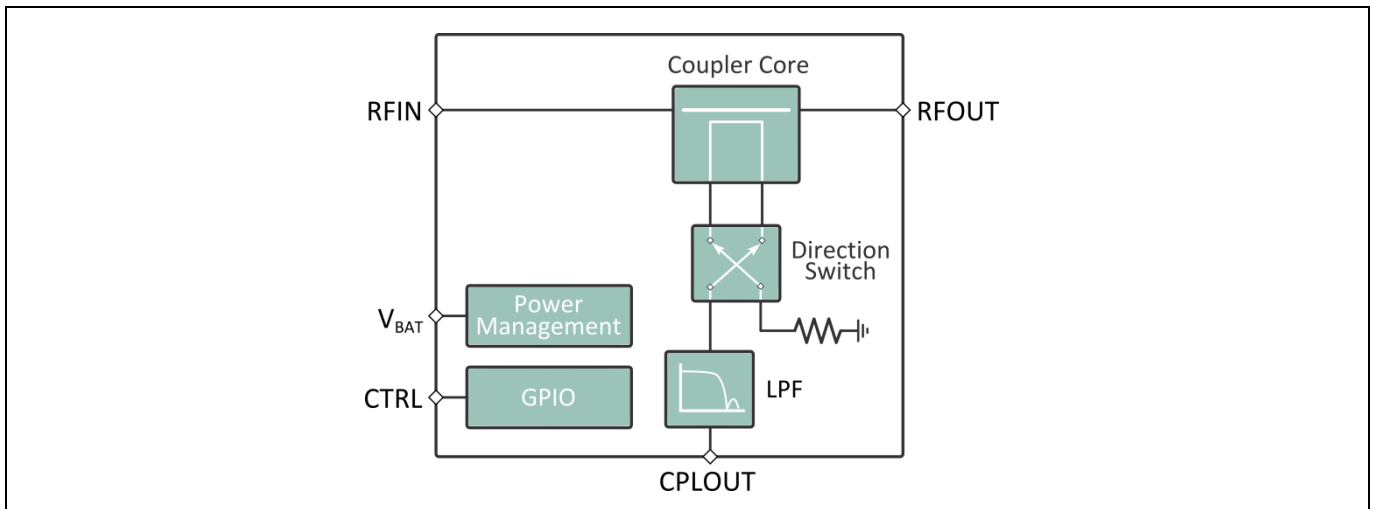 Coupler Core
RFIN
RFOUT
Direction
Switch
Power
Management
VBAT
GPIO
CTRL
LPF
CPLOUT